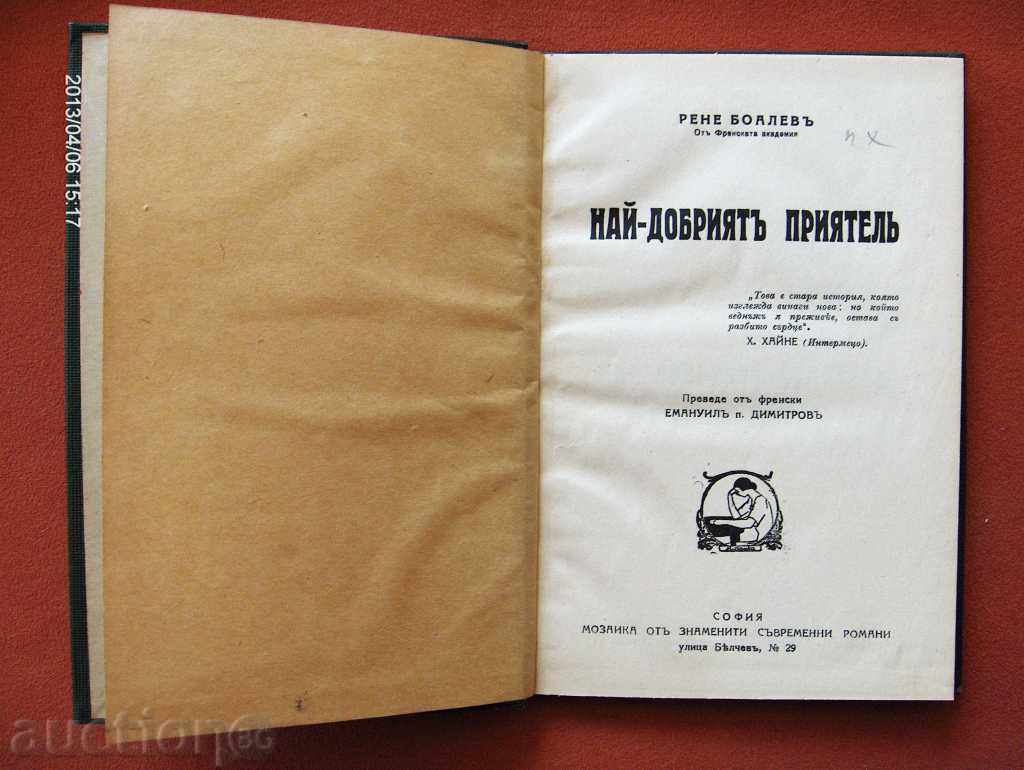 2013/04/06 15:17
РЕНЕ БОАЛЕВЪ
Отъ Френската академия
п х
НАЙ-ДОБРИЯТЪ ПРИЯТЕЛЬ
„Това е стара история, която
изглежда винаги нова; но който
веднъжъ я преживѣе, остава съ
разбито сърдце".
Х. ХАЙНЕ (Интермецо).
Преведе отъ френски
ЕМАНУИЛЪ п. ДИМИТРОВЪ
СОФИЯ
МОЗАЙКА ОТЪ ЗНАМЕНИТИ СЪВРЕМЕННИ РОМАНИ
улица Бѣлчевъ, № 29
auction BG